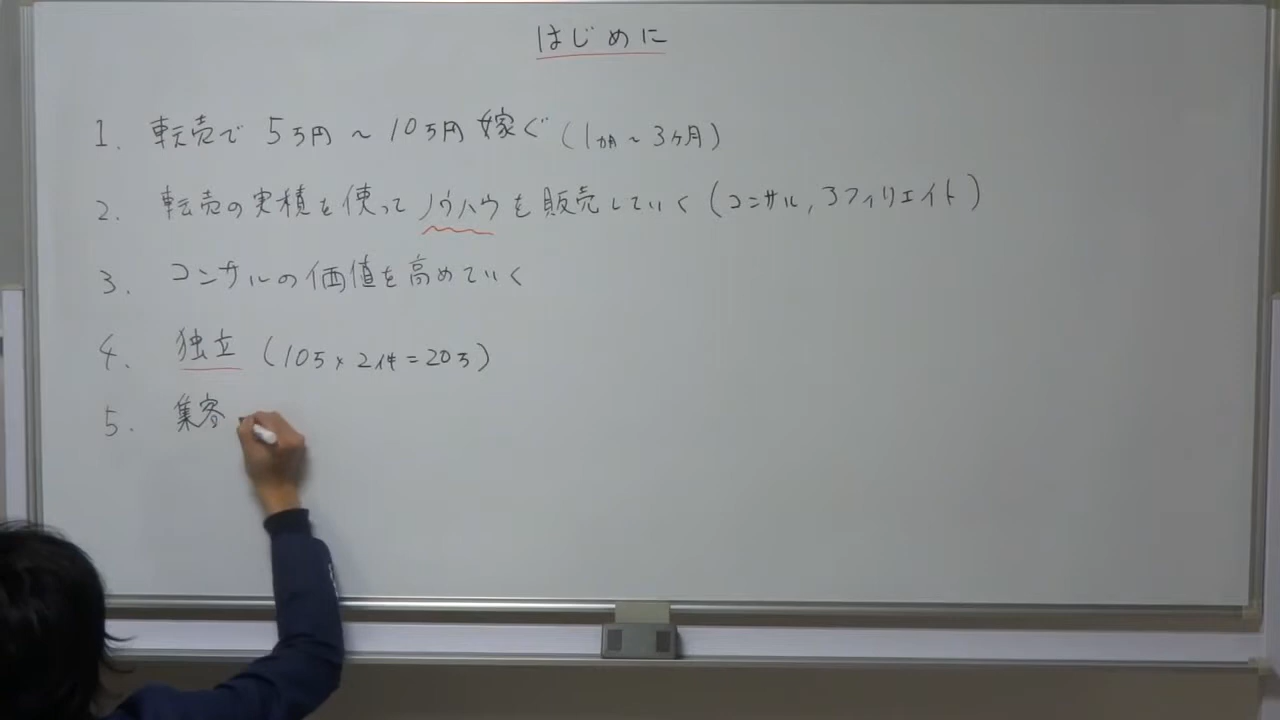 はじめに
1. 転売で 5万円 〜 10万円 嫁ぐ (1ヵ月 〜 3ヶ月)
2. 転売の実積を使ってノウハウを販売していく (コンサル, アフィリエイト)
3. コンサルの価値を高めていく
4. 独立 (10万 × 2件 = 20万)
5. 集客